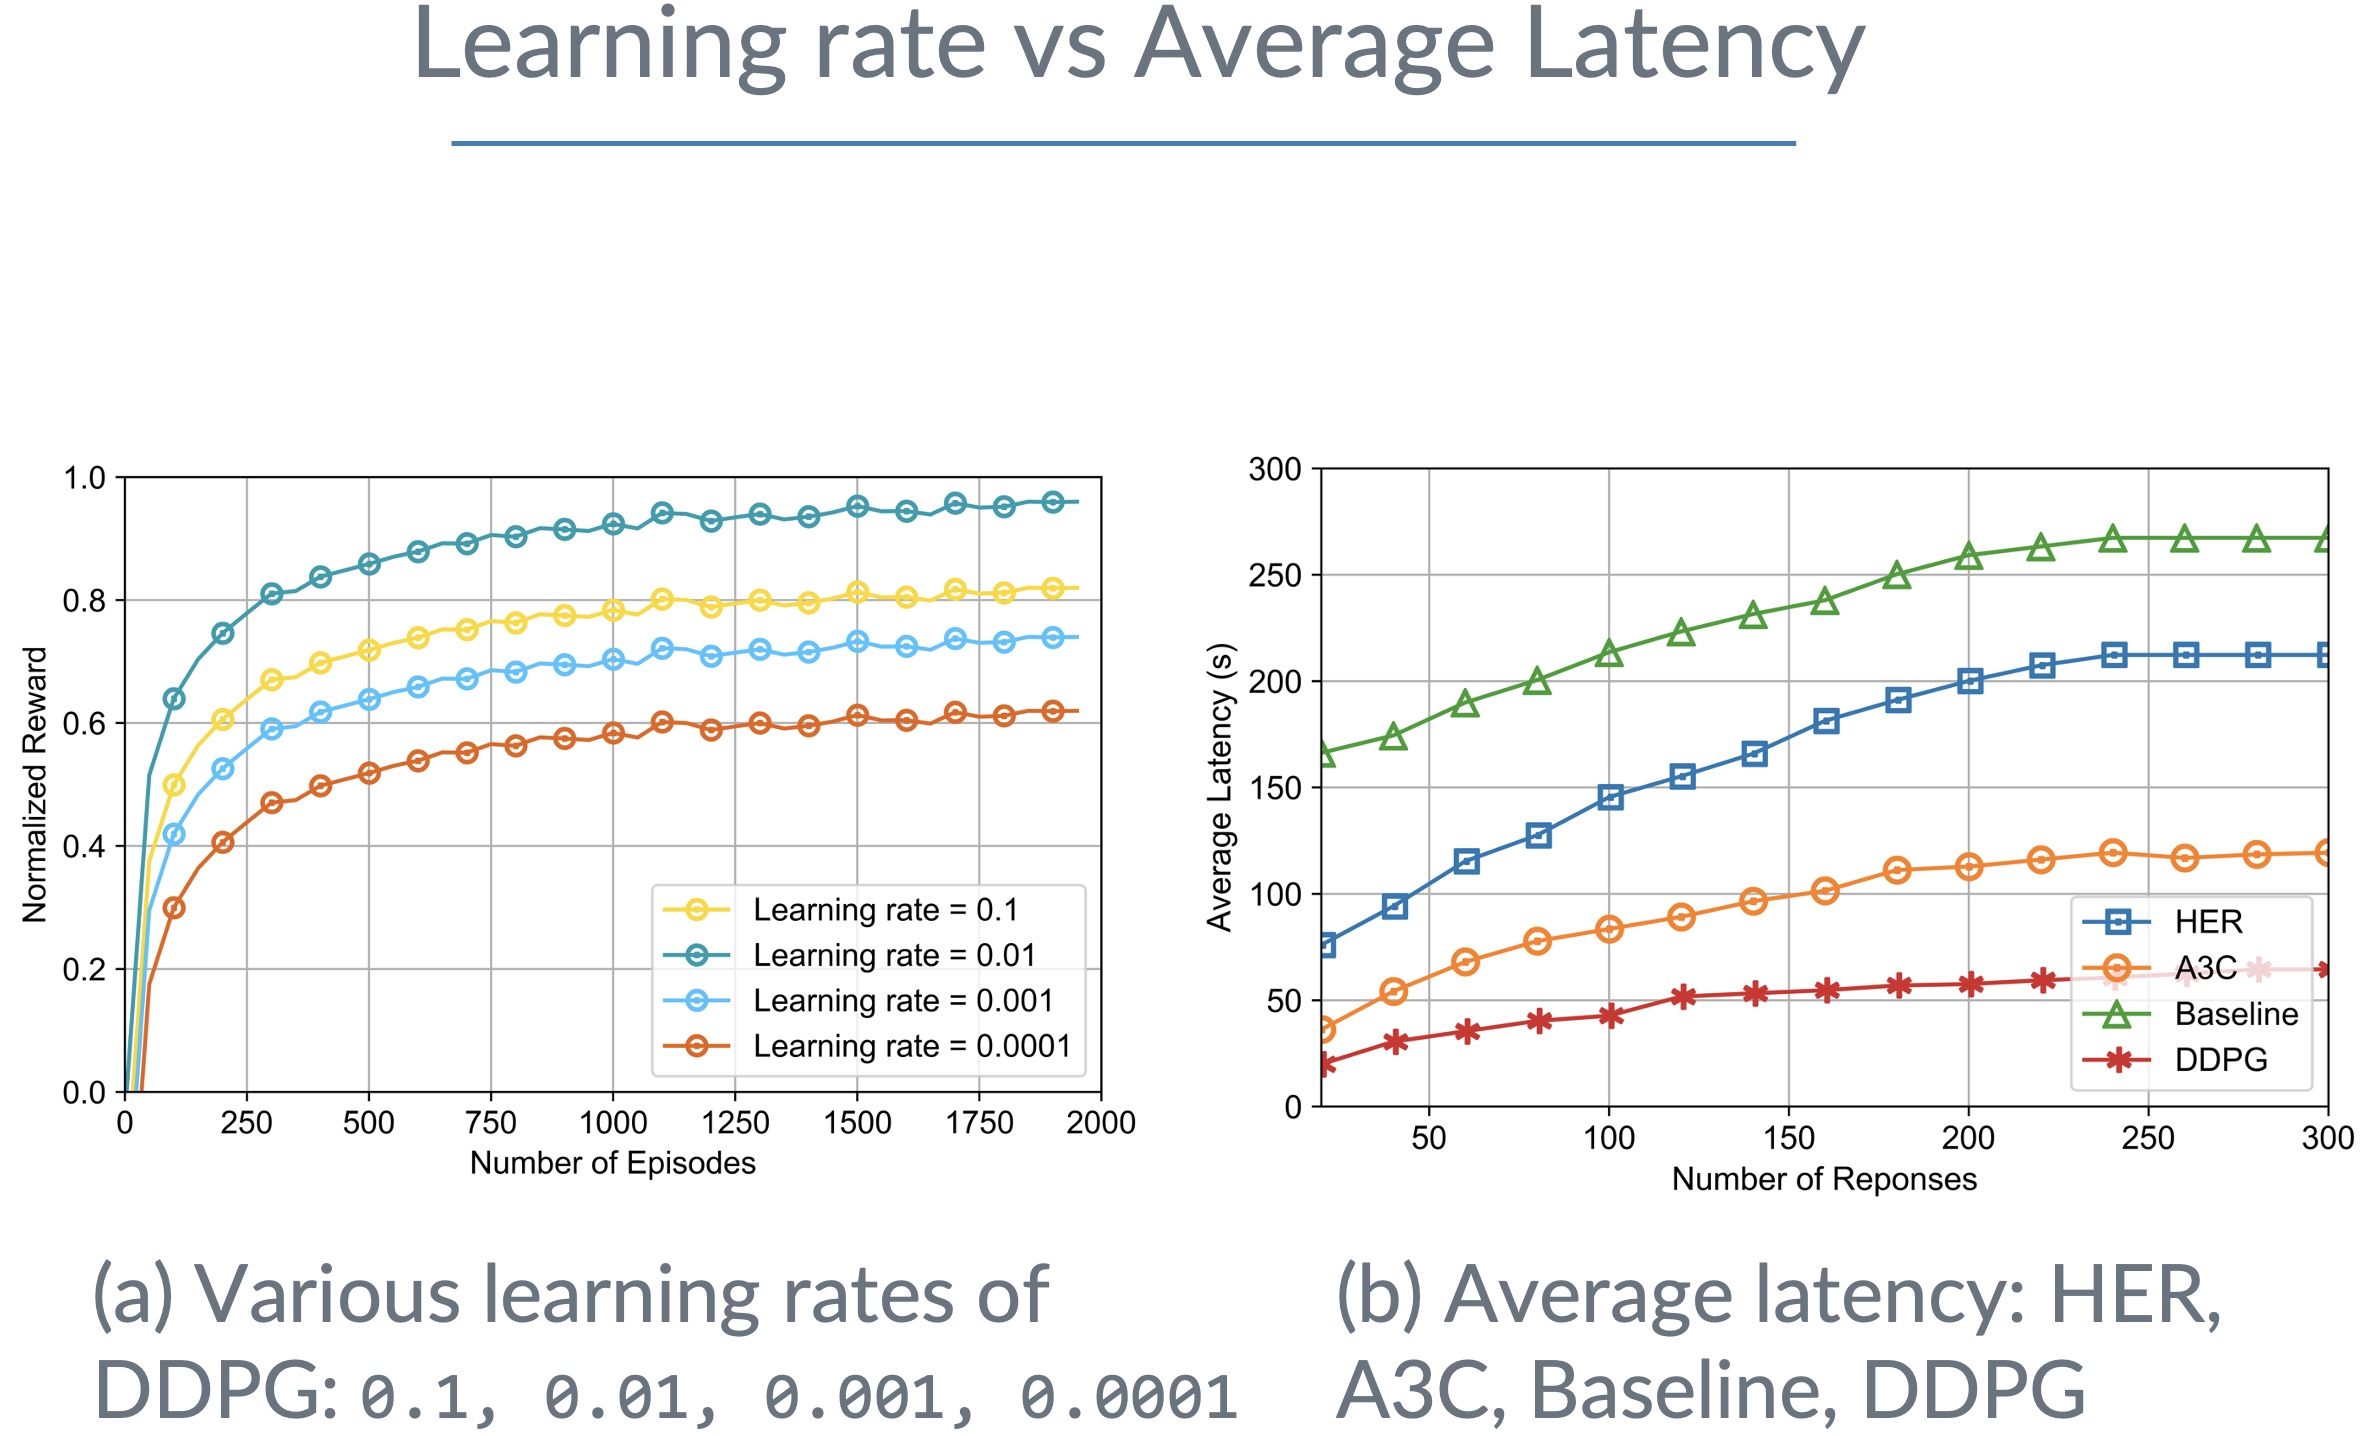 Learning rate vs Average Latency
1.0
0.8
0.6
0.4
0.2
0.0
Normalized Reward
0 250 500 750 1000 1250 1500 1750 2000
Number of Episodes
Learning rate = 0.1
Learning rate = 0.01
Learning rate = 0.001
Learning rate = 0.0001
300
250
200
150
100
50
0
Average Latency (s)
50 100 150 200 250 300
Number of Reponses
HER
A3C
Baseline
DDPG
(a) Various learning rates of
DDPG: 0.1, 0.01, 0.001, 0.0001
(b) Average latency: HER,
A3C, Baseline, DDPG